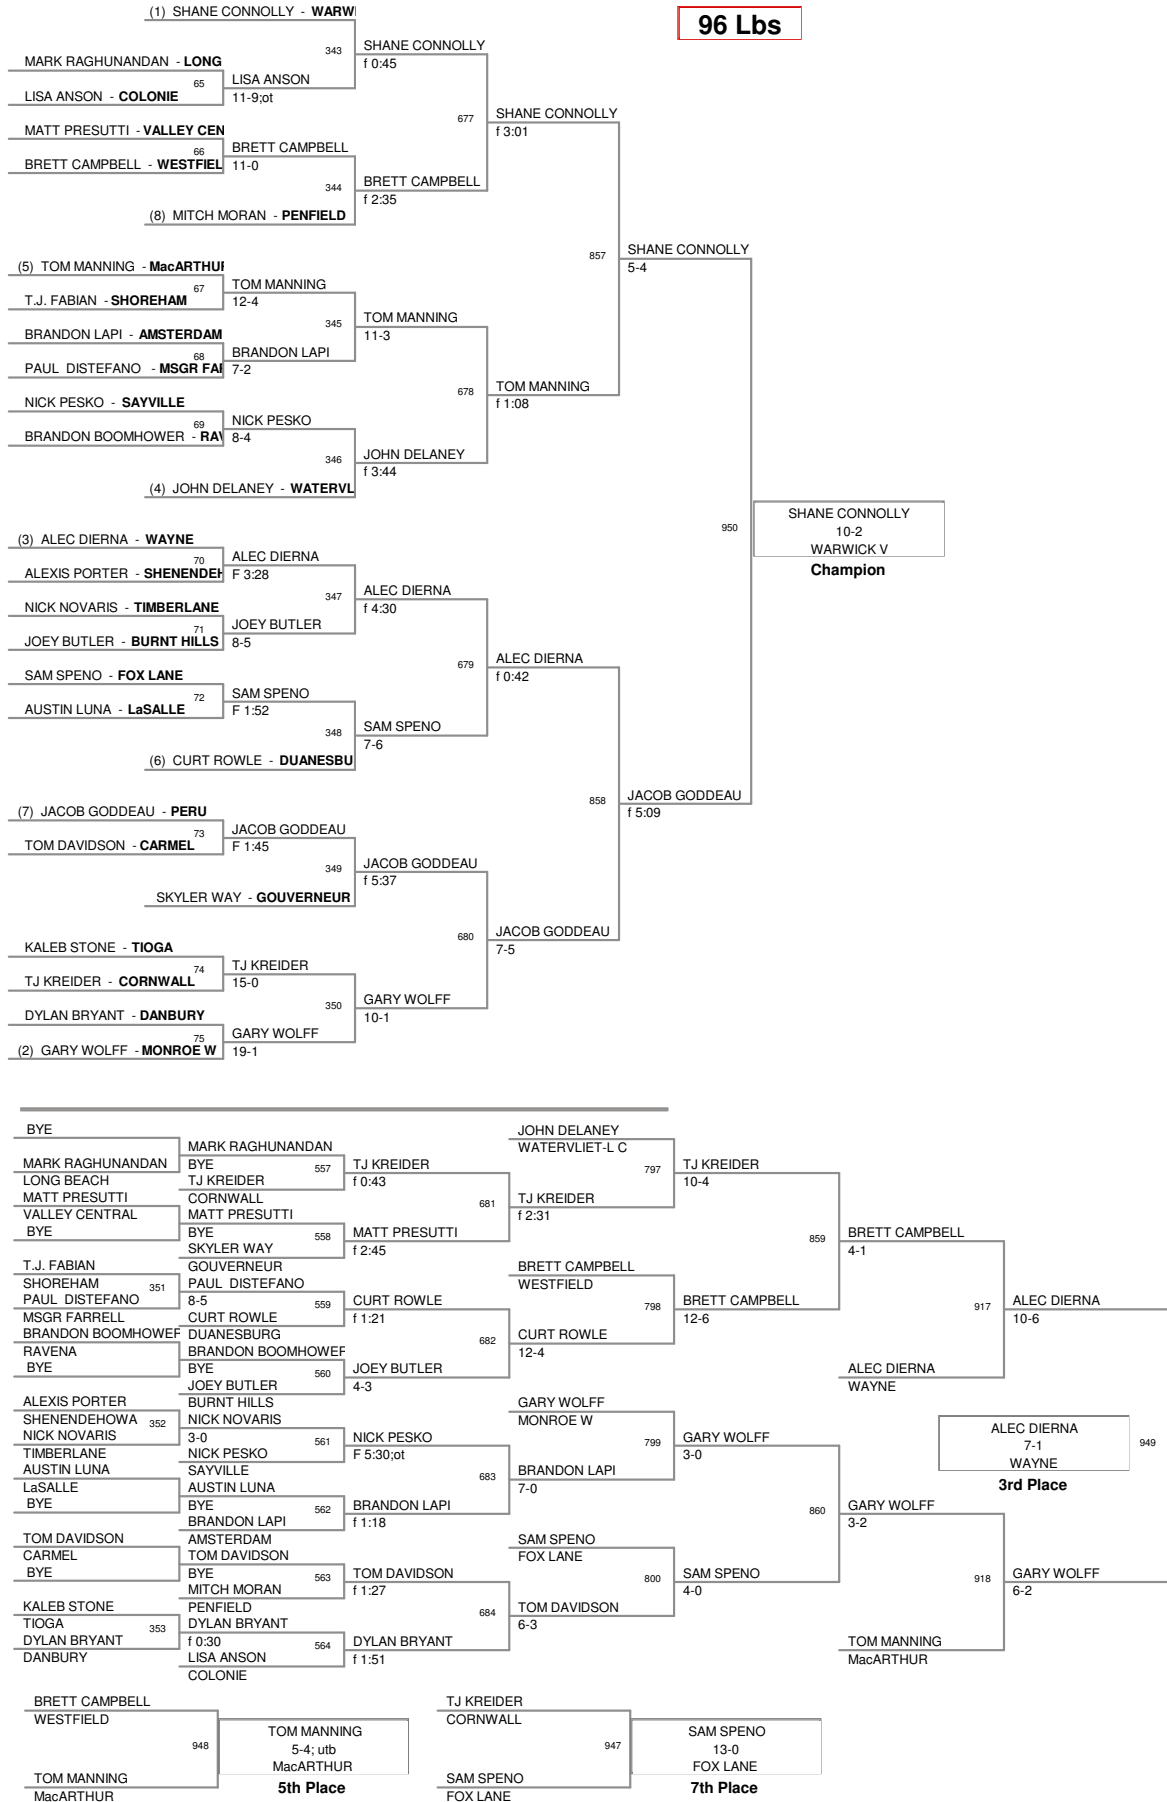 (1) SHANE CONNOLLY - WARW
96 Lbs
343
SHANE CONNOLLY
f 0:45
MARK RAGHUNANDAN - LONG
65
LISA ANSON
11-9;ot
LISA ANSON - COLONIE
677
SHANE CONNOLLY
f 3:01
MATT PRESUTTI - VALLEY CEN
66
BRETT CAMPBELL
11-0
BRETT CAMPBELL - WESTFIEL
344
BRETT CAMPBELL
f 2:35
(8) MITCH MORAN - PENFIELD
857
SHANE CONNOLLY
5-4
(5) TOM MANNING - MacARTHUR
67
TOM MANNING
12-4
T.J. FABIAN - SHOREHAM
345
TOM MANNING
11-3
BRANDON LAPI - AMSTERDAM
68
BRANDON LAPI
7-2
PAUL DISTEFANO - MSGR FAR
678
TOM MANNING
f 1:08
NICK PESKO - SAYVILLE
69
NICK PESKO
8-4
BRANDON BOOMHOWER - RAV
346
JOHN DELANEY
f 3:44
(4) JOHN DELANEY - WATERVL
950
SHANE CONNOLLY
10-2
WARWICK V
Champion
(3) ALEC DIERNA - WAYNE
70
ALEC DIERNA
F 3:28
ALEXIS PORTER - SHENENDEH
347
ALEC DIERNA
f 4:30
NICK NOVARIS - TIMBERLANE
71
JOEY BUTLER
8-5
JOEY BUTLER - BURNT HILLS
679
ALEC DIERNA
f 0:42
SAM SPENO - FOX LANE
72
SAM SPENO
F 1:52
AUSTIN LUNA - LaSALLE
348
SAM SPENO
7-6
(6) CURT ROWLE - DUANESBU
858
JACOB GODDEAU
f 5:09
(7) JACOB GODDEAU - PERU
73
JACOB GODDEAU
F 1:45
TOM DAVIDSON - CARMEL
349
JACOB GODDEAU
f 5:37
SKYLER WAY - GOUVERNEUR
680
JACOB GODDEAU
7-5
KALEB STONE - TIOGA
74
TJ KREIDER
15-0
TJ KREIDER - CORNWALL
350
GARY WOLFF
10-1
DYLAN BRYANT - DANBURY
75
GARY WOLFF
19-1
(2) GARY WOLFF - MONROE W
BYE
MARK RAGHUNANDAN
LONG BEACH
MATT PRESUTTI
VALLEY CENTRAL
BYE
T.J. FABIAN
SHOREHAM
351
PAUL DISTEFANO
MSGR FARRELL
BRANDON BOOMHOWER
RAVENA
BYE
ALEXIS PORTER
SHENENDEHOWA
352
NICK NOVARIS
TIMBERLANE
AUSTIN LUNA
LaSALLE
BYE
TOM DAVIDSON
CARMEL
BYE
KALEB STONE
TIOGA
353
DYLAN BRYANT
DANBURY
MARK RAGHUNANDAN
BYE
557
TJ KREIDER
CORNWALL
MATT PRESUTTI
BYE
558
SKYLER WAY
GOUVERNEUR
PAUL DISTEFANO
8-5
559
CURT ROWLE
DUANESBURG
BRANDON BOOMHOWER
BYE
560
JOEY BUTLER
BURNT HILLS
NICK NOVARIS
3-0
561
NICK PESKO
SAYVILLE
AUSTIN LUNA
BYE
562
BRANDON LAPI
AMSTERDAM
TOM DAVIDSON
BYE
563
MITCH MORAN
PENFIELD
DYLAN BRYANT
f 0:30
564
LISA ANSON
COLONIE
TJ KREIDER
f 0:43
681
MATT PRESUTTI
f 2:45
CURT ROWLE
f 1:21
682
JOEY BUTLER
4-3
NICK PESKO
F 5:30;ot
683
BRANDON LAPI
f 1:18
TOM DAVIDSON
f 1:27
684
DYLAN BRYANT
f 1:51
JOHN DELANEY
WATERVLIET-L C
797
TJ KREIDER
f 2:31
BRETT CAMPBELL
WESTFIELD
798
CURT ROWLE
12-4
GARY WOLFF
MONROE W
799
BRANDON LAPI
7-0
SAM SPENO
FOX LANE
800
TOM DAVIDSON
6-3
TJ KREIDER
10-4
859
BRETT CAMPBELL
12-6
GARY WOLFF
3-0
860
SAM SPENO
4-0
BRETT CAMPBELL
4-1
917
ALEC DIERNA
WAYNE
GARY WOLFF
3-2
918
TOM MANNING
MacARTHUR
ALEC DIERNA
10-6
ALEC DIERNA
7-1
WAYNE
949
3rd Place
GARY WOLFF
6-2
BRETT CAMPBELL
WESTFIELD
948
TOM MANNING
MacARTHUR
TOM MANNING
5-4; utb
MacARTHUR
5th Place
TJ KREIDER
CORNWALL
947
SAM SPENO
FOX LANE
SAM SPENO
13-0
FOX LANE
7th Place